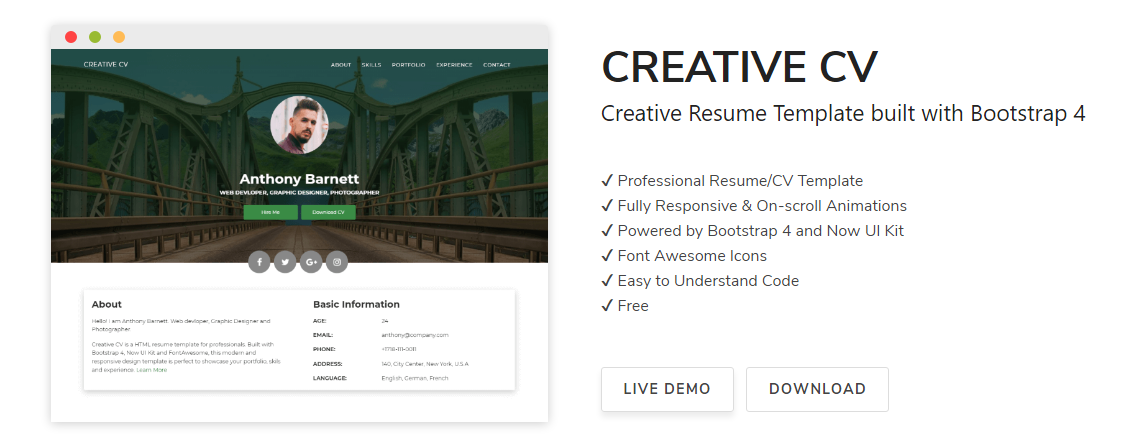 CREATIVE CV
ABOUT SKILLS PORTFOLIO EXPERIENCE CONTACT
Anthony Barnett
WEB DEVLOPER, GRAPHIC DESIGNER, PHOTOGRAPHER
Hire Me Download CV
About
Hello! I am Anthony Barnett. Web devloper, Graphic Designer and
Photographer
Creative CV is a HTML resume template for professionals. Built with
Bootstrap 4, Now UI Kit and FontAwesome, this modern and
responsive design template is perfect to showcase your portfolio, skils
and experience. Learn More
Basic Information
AGE: 24
EMAIL: anthony@company.com
PHONE: +1718-111-0011
ADDRESS: 140, City Center, New York, U.S.A
LANGUAGE: English, German, French
CREATIVE CV
Creative Resume Template built with Bootstrap 4
✓ Professional Resume/CV Template
✓ Fully Responsive & On-scroll Animations
✓ Powered by Bootstrap 4 and Now UI Kit
✓ Font Awesome Icons
✓ Easy to Understand Code
✓ Free
LIVE DEMO DOWNLOAD